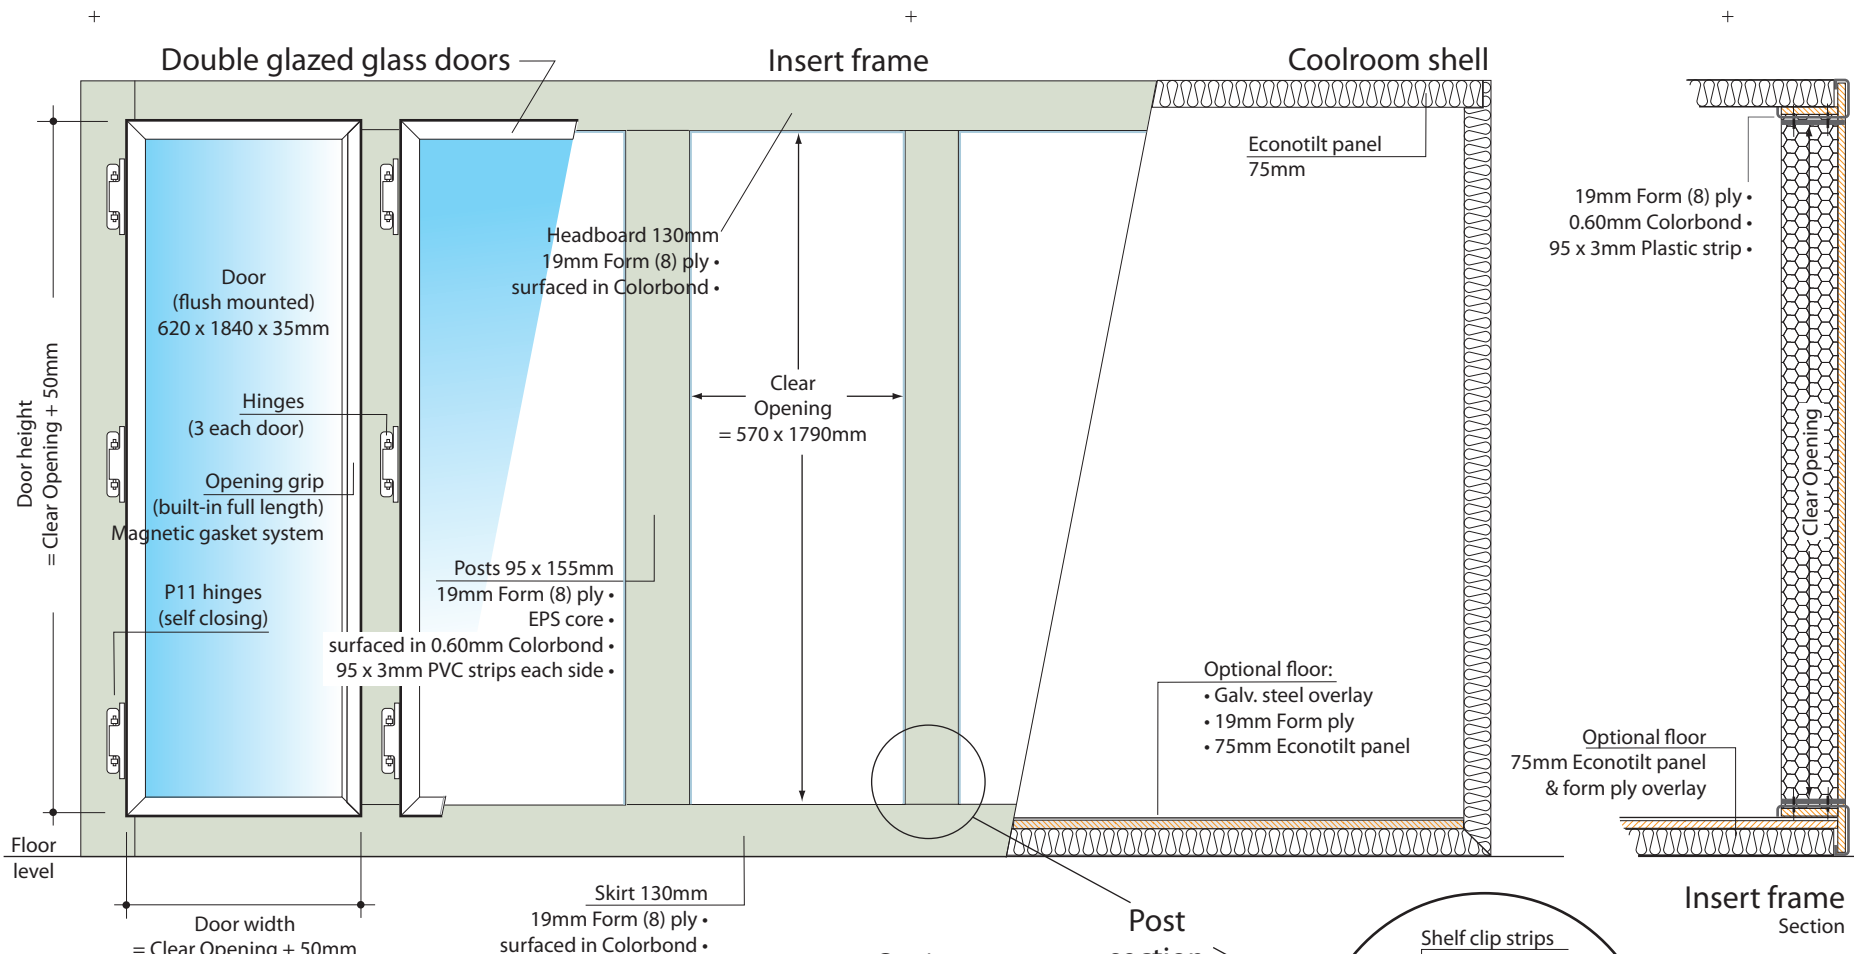 Double glazed glass doors
Insert frame
Coolroom shell
Econotilt panel
75mm
19mm Form (8) ply •
0.60mm Colorbond •
95 x 3mm Plastic strip •
Headboard 130mm
19mm Form (8) ply •
surfaced in Colorbond •
Door
(flush mounted)
620 x 1840 x 35mm
Door height
= Clear Opening + 50mm
Hinges
(3 each door)
Clear
Opening
= 570 x 1790mm
Clear Opening
Opening grip
(built-in full length)
Magnetic gasket system
Posts 95 x 155mm
19mm Form (8) ply •
EPS core •
surfaced in 0.60mm Colorbond •
95 x 3mm PVC strips each side •
P11 hinges
(self closing)
Optional floor:
• Galv. steel overlay
• 19mm Form ply
• 75mm Econotilt panel
Optional floor
75mm Econotilt panel
& form ply overlay
Floor
level
Skirt 130mm
19mm Form (8) ply •
surfaced in Colorbond •
Door width
= Clear Opening + 50mm
Post
section
Insert frame
Section
Shelf clip strips